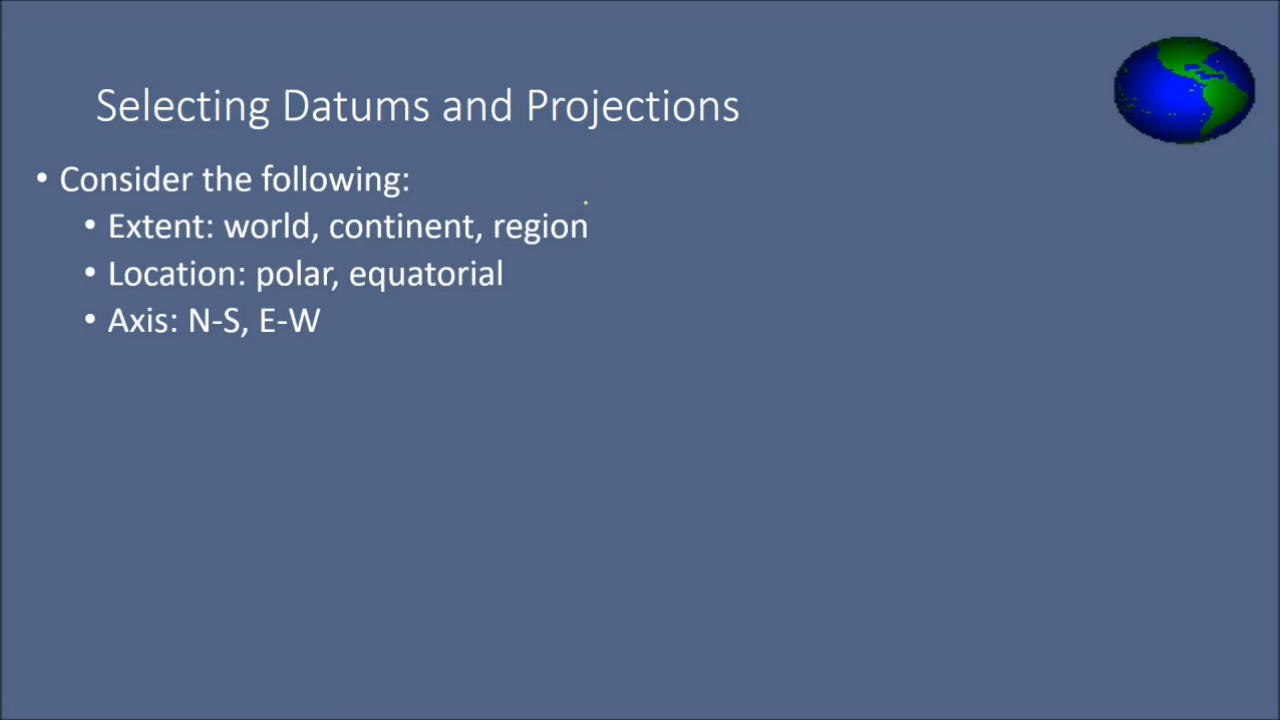 Selecting Datums and Projections
• Consider the following:
• Extent: world, continent, region
• Location: polar, equatorial
• Axis: N-S, E-W